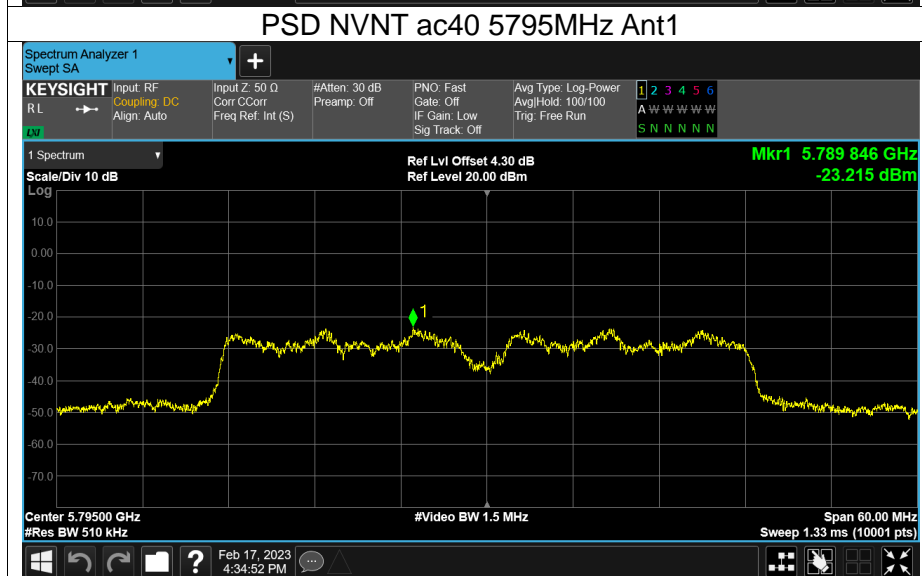 PSD NVNT ac40 5795MHz Ant1
Spectrum Analyzer 1
Swept SA
+
KEYSIGHT
RL
LXI
Input: RF
Coupling: DC
Align: Auto
Input Z: 50 Ω
Corr CCorr
Freq Ref: Int (S)
#Atten: 30 dB
Preamp: Off
PNO: Fast
Gate: Off
IF Gain: Low
Sig Track: Off
Avg Type: Log-Power
Avg|Hold: 100/100
Trig: Free Run
1 2 3 4 5 6
A W W W W W
S N N N N N
1 Spectrum
Scale/Div 10 dB
Log
Ref Lvl Offset 4.30 dB
Ref Level 20.00 dBm
Mkr1 5.789 846 GHz
-23.215 dBm
10.0
0.00
-10.0
-20.0
-30.0
-40.0
-50.0
-60.0
-70.0
1
Center 5.79500 GHz
#Res BW 510 kHz
#Video BW 1.5 MHz
Span 60.00 MHz
Sweep 1.33 ms (10001 pts)
?
Feb 17, 2023
4:34:52 PM